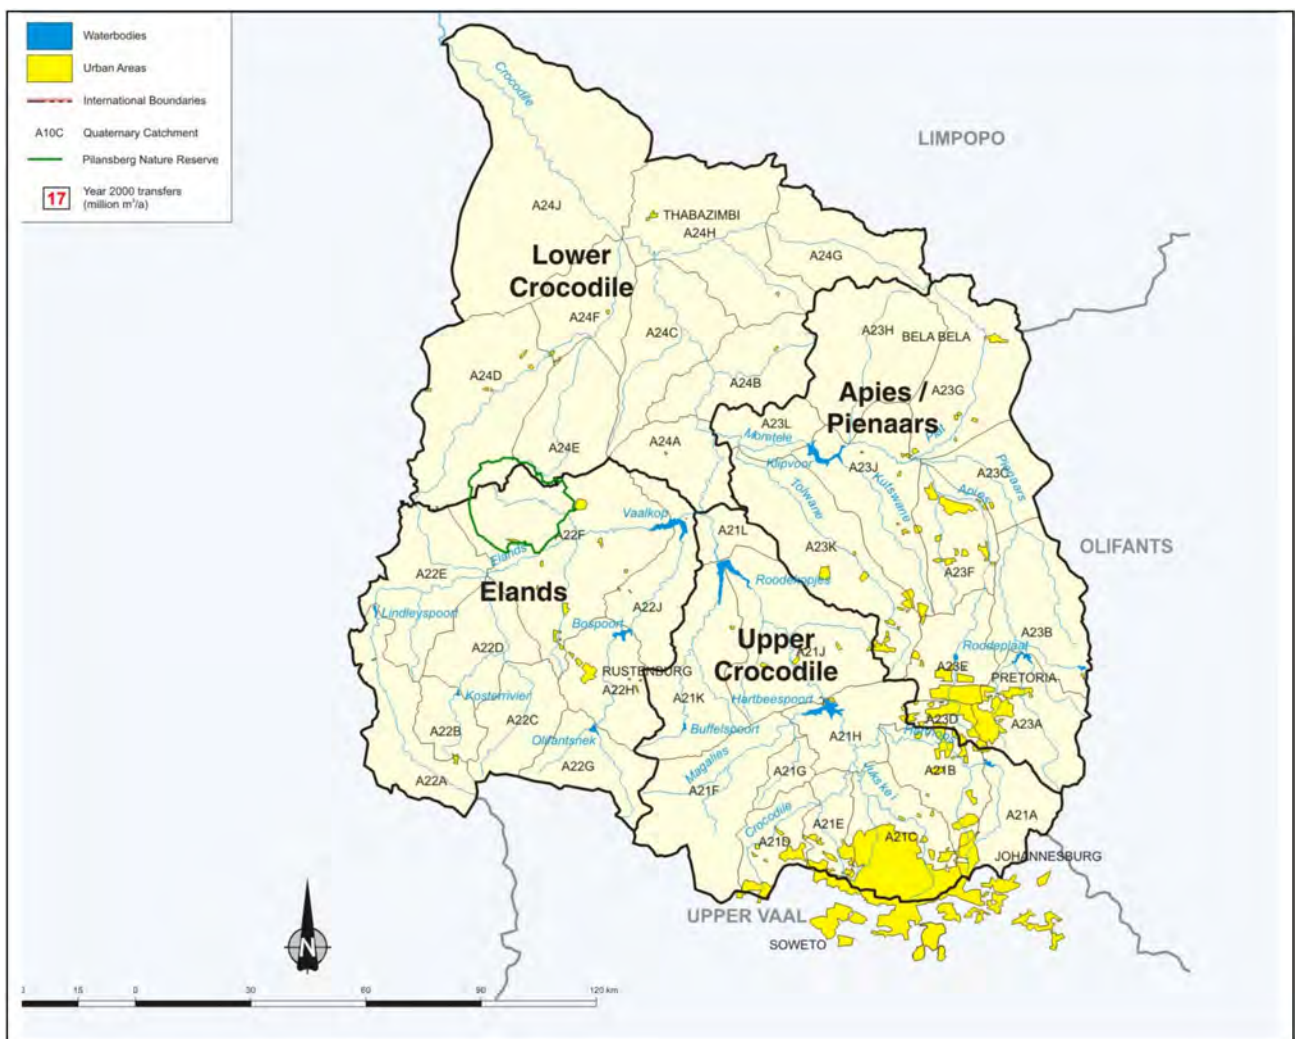 Waterbodies
Urban Areas
International Boundaries
A10C Quaternary Catchment
Pilansberg Nature Reserve
17 Year 2000 transfers
(million m³/a)
Crocodile
LIMPOPO
A24J
THABAZIMBI
A24H
A24G
Lower
Crocodile
A24F
A24C
A23H
BELA BELA
A24D
A24B
A23G
Apies /
Pienaars
A23L
Plat
Moretele
A24E
A24A
Klipvoor
A23J
A23C
Pienaars
Tolwane
Kutswane
Apies
Vaalkop
A22F
A21L
OLIFANTS
Elands
A23K
A22E
Roodekopjes
A23F
Elands
Lindleyspoort
A22J
Bospoort
Upper
Crocodile
A21J
A23B
Roodeplaat
A22D
RUSTENBURG
A23E
PRETORIA
A22H
A21K
Kosterrivier
Hartbeespoort
A22C
A23D
A23A
A22B
Buffelspoort
A21H
Olifantsnek
A22G
Magalies
A21G
Jukskei
A21B
A22A
A21F
Crocodile
A21E
A21A
A21D
A21C
JOHANNESBURG
UPPER VAAL
SOWETO
N
15 0 30 60 90 120 km